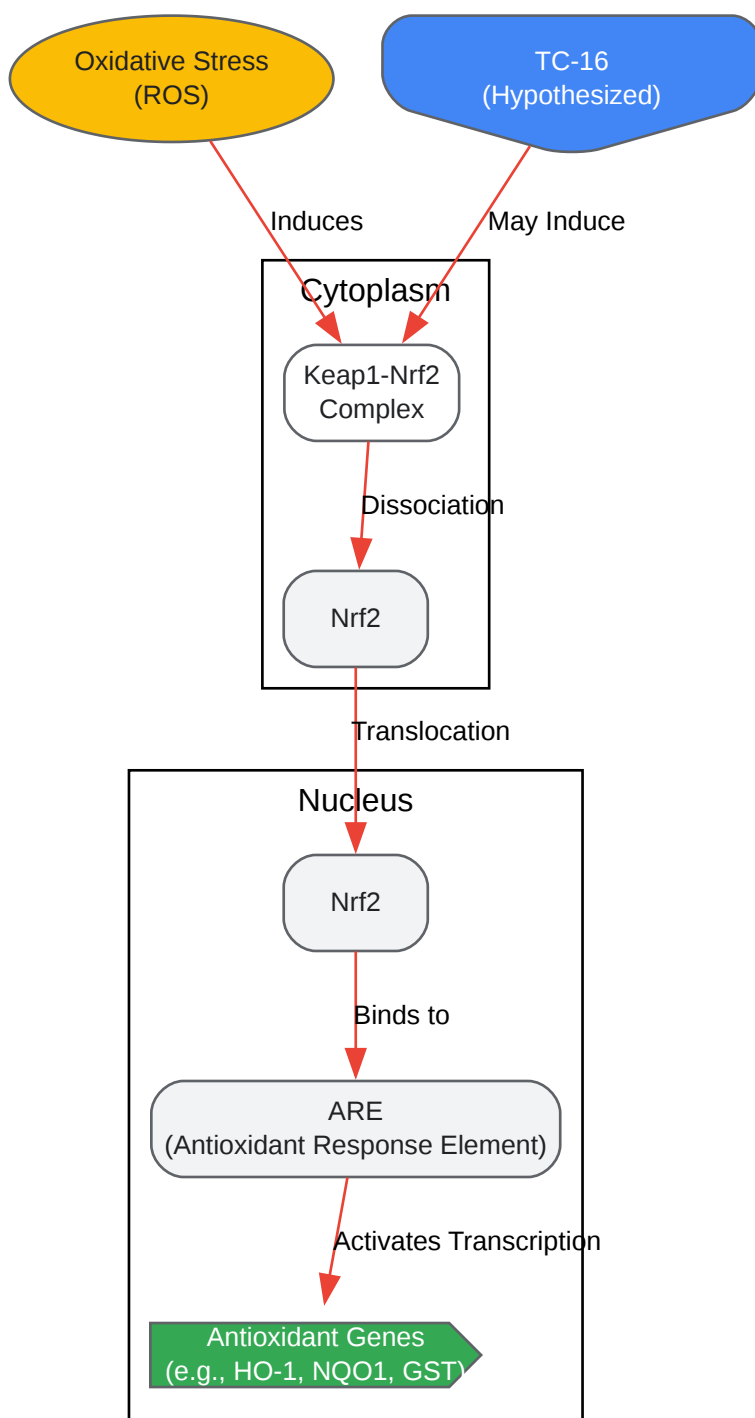 Oxidative Stress
(ROS)
TC-16
(Hypothesized)
Induces
May Induce
Cytoplasm
Keap1-Nrf2
Complex
Dissociation
Nrf2
Translocation
Nucleus
Nrf2
Binds to
ARE
(Antioxidant Response Element)
Activates Transcription
Antioxidant Genes
(e.g., HO-1, NQO1, GST)